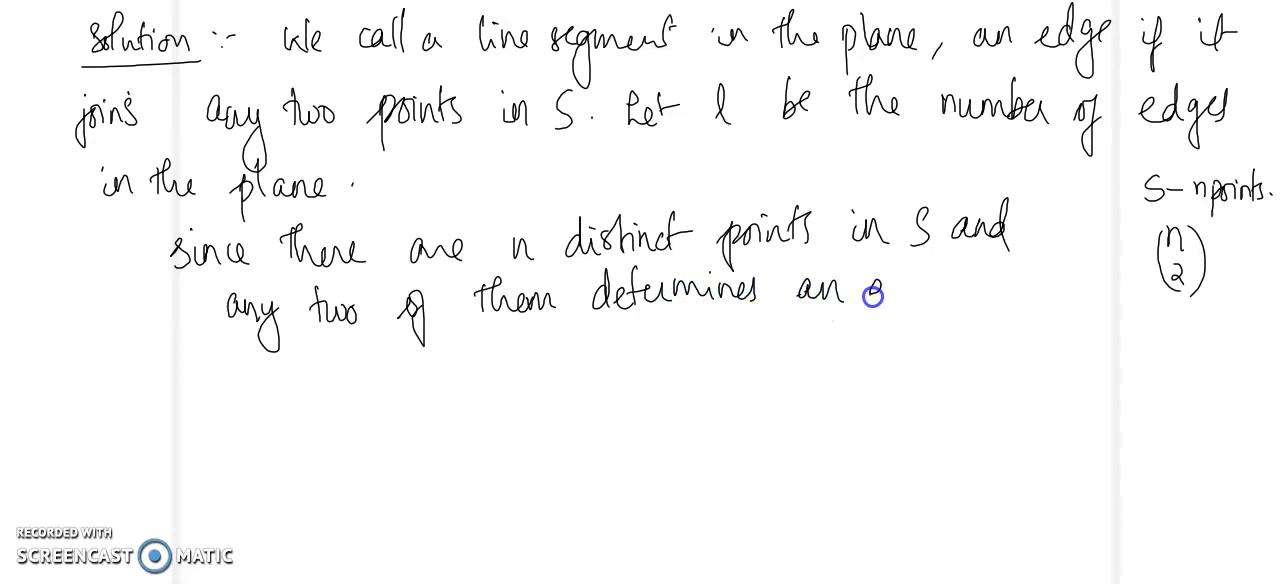 Solution :- We call a line segment in the plane, an edge if it
joins any two points in S. Let l be the number of edges
in the plane.
S - n points.
since there are n distinct points in S and
(n 2)
any two of them determines an e
RECORDED WITH
SCREENCAST MATIC